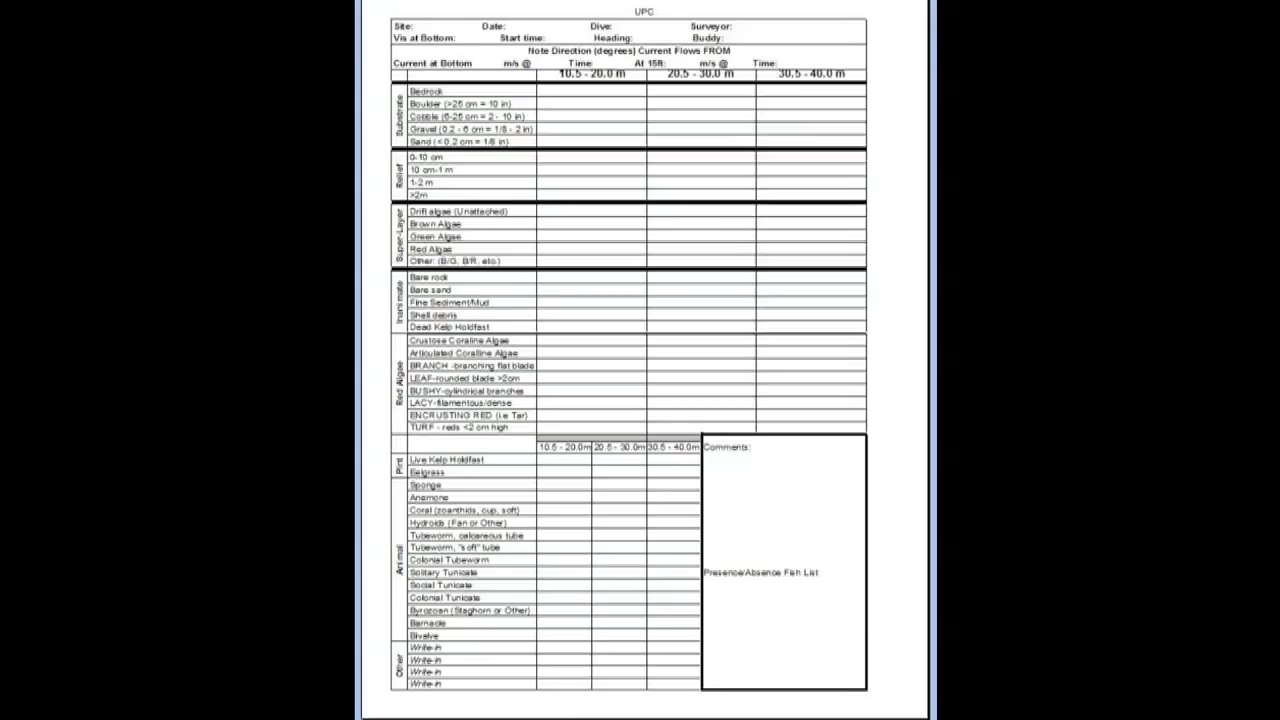 UPC
Site: Date: Dive: Surveyor:
Vis at Bottom: Start time: Heading: Buddy:
Note Direction (degrees) Current Flows FROM
Current at Bottom m/s @ Time: At 15ft: m/s @ Time:
10.5 - 20.0 m 20.5 - 30.0 m 30.5 - 40.0 m
Substrate
Bedrock
Boulder (>25 cm = 10 in)
Cobble (6-25 cm = 2 - 10 in)
Gravel (0.2 - 6 cm = 1/8 - 2 in)
Sand (< 0.2 cm = 1/8 in)
Relief
0-10 cm
10 cm-1 m
1-2 m
>2m
Super-Layer
Drift algae (Unattached)
Brown Algae
Green Algae
Red Algae
Other: (B/G, B/R, etc.)
Inanimate
Bare rock
Bare sand
Fine Sediment/Mud
Shell debris
Dead Kelp Holdfast
Red Algae
Crustose Coraline Algae
Articulated Coralline Algae
BRANCH -branching flat blade
LEAF-rounded blade >2cm
BUSHY-cylindrical branches
LACY-filamentous/dense
ENCRUSTING RED (i.e Tar)
TURF - reds <2 cm high
10.5 - 20.0m 20.5 - 30.0m 30.5 - 40.0m Comments:
Plnt
Live Kelp Holdfast
Eelgrass
Animal
Sponge
Anemone
Coral (zoanthids, cup, soft)
Hydroids (Fan or Other)
Tubeworm, calcareous tube
Tubeworm, "soft" tube
Colonial Tubeworm
Solitary Tunicate Presence/Absence Fish List
Social Tunicate
Colonial Tunicate
Byrozoan (Staghorn or Other)
Barnacle
Bivalve
Other
Write-in
Write-in
Write-in
Write-in